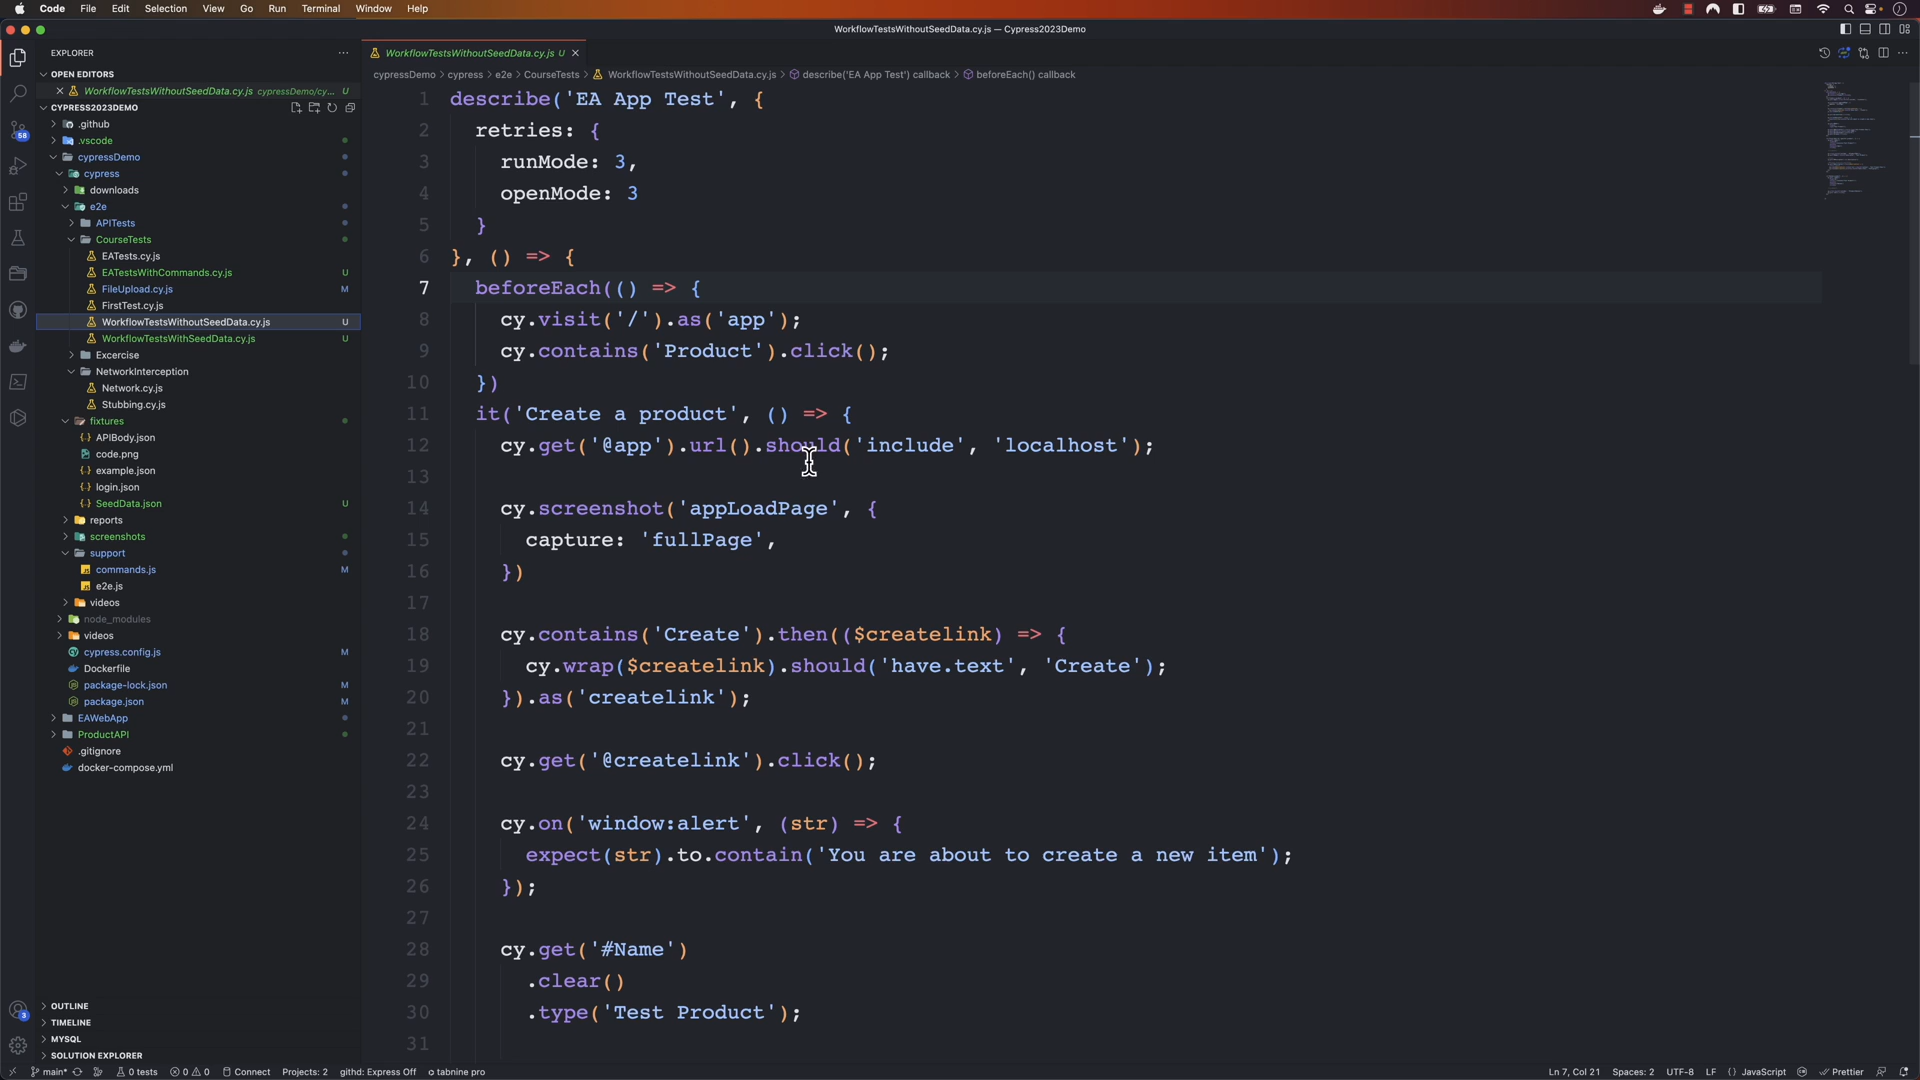 Code File Edit Selection View Go Run Terminal Window Help
WorkflowTestsWithoutSeedData.cy.js — Cypress2023Demo
EXPLORER
OPEN EDITORS
WorkflowTestsWithoutSeedData.cy.js cypressDemo/cy... U
CYPRESS2023DEMO
.github
.vscode
cypressDemo
cypress
downloads
e2e
APITests
CourseTests
EATests.cy.js
EATestsWithCommands.cy.js U
FileUpload.cy.js M
FirstTest.cy.js
WorkflowTestsWithoutSeedData.cy.js U
WorkflowTestsWithSeedData.cy.js U
Excercise
NetworkInterception
Network.cy.js
Stubbing.cy.js
fixtures
APIBody.json
code.png
example.json
login.json
SeedData.json U
reports
screenshots
support
commands.js M
e2e.js
videos
node_modules
videos
cypress.config.js M
Dockerfile
package-lock.json M
package.json M
EAWebApp
ProductAPI
.gitignore
docker-compose.yml
OUTLINE
TIMELINE
MYSQL
SOLUTION EXPLORER
58
3
WorkflowTestsWithoutSeedData.cy.js U
cypressDemo > cypress > e2e > CourseTests > WorkflowTestsWithoutSeedData.cy.js > describe('EA App Test') callback > beforeEach() callback
1 describe('EA App Test', {
2 retries: {
3 runMode: 3,
4 openMode: 3
5 }
6 }, () => {
7 beforeEach(() => {
8 cy.visit('/').as('app');
9 cy.contains('Product').click();
10 })
11 it('Create a product', () => {
12 cy.get('@app').url().should('include', 'localhost');
13
14 cy.screenshot('appLoadPage', {
15 capture: 'fullPage',
16 })
17
18 cy.contains('Create').then(($createlink) => {
19 cy.wrap($createlink).should('have.text', 'Create');
20 }).as('createlink');
21
22 cy.get('@createlink').click();
23
24 cy.on('window:alert', (str) => {
25 expect(str).to.contain('You are about to create a new item');
26 });
27
28 cy.get('#Name')
29 .clear()
30 .type('Test Product');
31
main* 0 tests 0 0 Connect Projects: 2 githd: Express Off tabnine pro Ln 7, Col 21 Spaces: 2 UTF-8 LF {} JavaScript Prettier